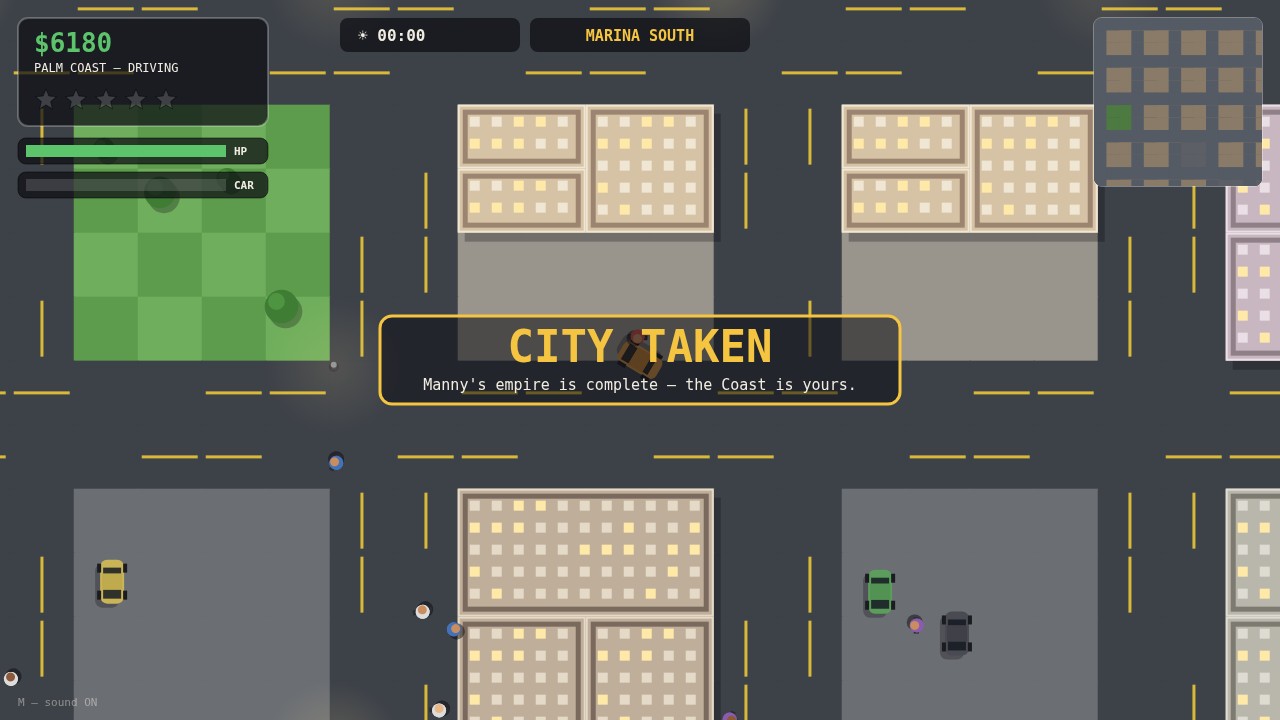 $6180
PALM COAST — DRIVING
HP
CAR
☀ 00:00
MARINA SOUTH
CITY TAKEN
Manny's empire is complete — the Coast is yours.
M — sound ON